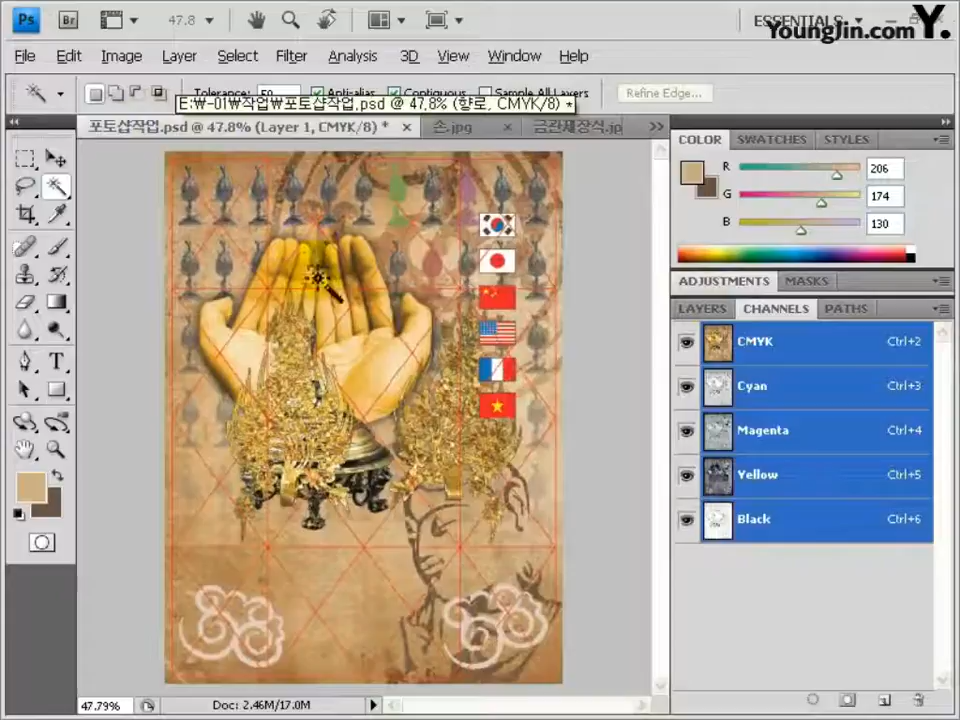 Ps Br 47.8 ESSENTIALS
YoungJin.com Y.
File Edit Image Layer Select Filter Analysis 3D View Window Help
Tolerance: 50 Anti-alias Contiguous Sample All Layers Refine Edge...
E:₩-01₩작업₩포토샵작업.psd @ 47.8% (향로, CMYK/8) *
포토샵작업.psd @ 47.8% (Layer 1, CMYK/8) * × 손.jpg × 금관제장식.jp >>
COLOR SWATCHES STYLES
R 206
G 174
B 130
ADJUSTMENTS MASKS
LAYERS CHANNELS PATHS
CMYK Ctrl+2
Cyan Ctrl+3
Magenta Ctrl+4
Yellow Ctrl+5
Black Ctrl+6
T
47.79% Doc: 2.46M/17.0M